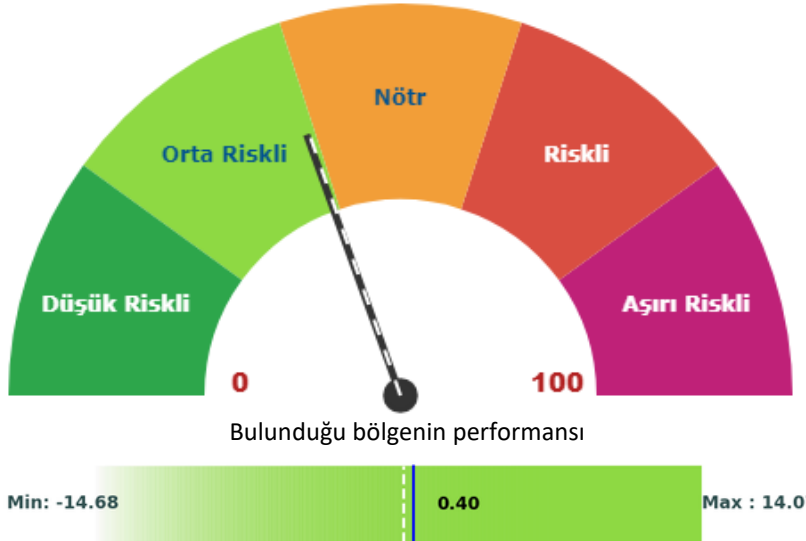 Nötr
Orta Riskli
Riskli
Düşük Riskli
Aşırı Riskli
0
100
Bulunduğu bölgenin performansı
Min: -14.68
0.40
Max : 14.0